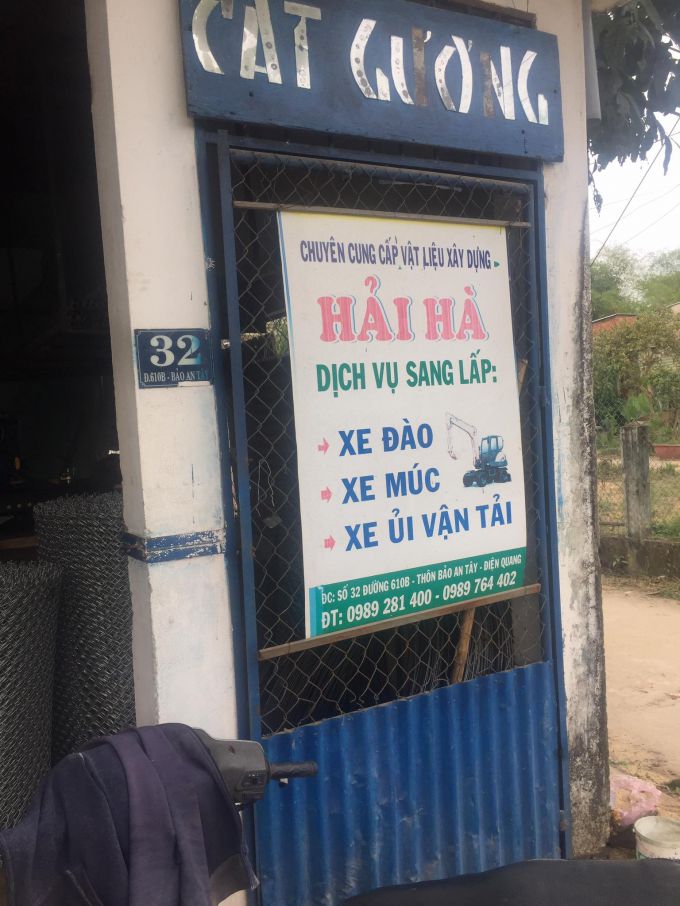 CẮT GƯƠNG
CHUYÊN CUNG CẤP VẬT LIỆU XÂY DỰNG
HẢI HÀ
DỊCH VỤ SANG LẤP:
XE ĐÀO
XE MÚC
XE ỦI VẬN TẢI
ĐC: SỐ 32 ĐƯỜNG 610B - THÔN BẢO AN TÂY - ĐIỆN QUANG
ĐT: 0989 281 400 - 0989 764 402
32
Đ.610B - BẢO AN TÂY